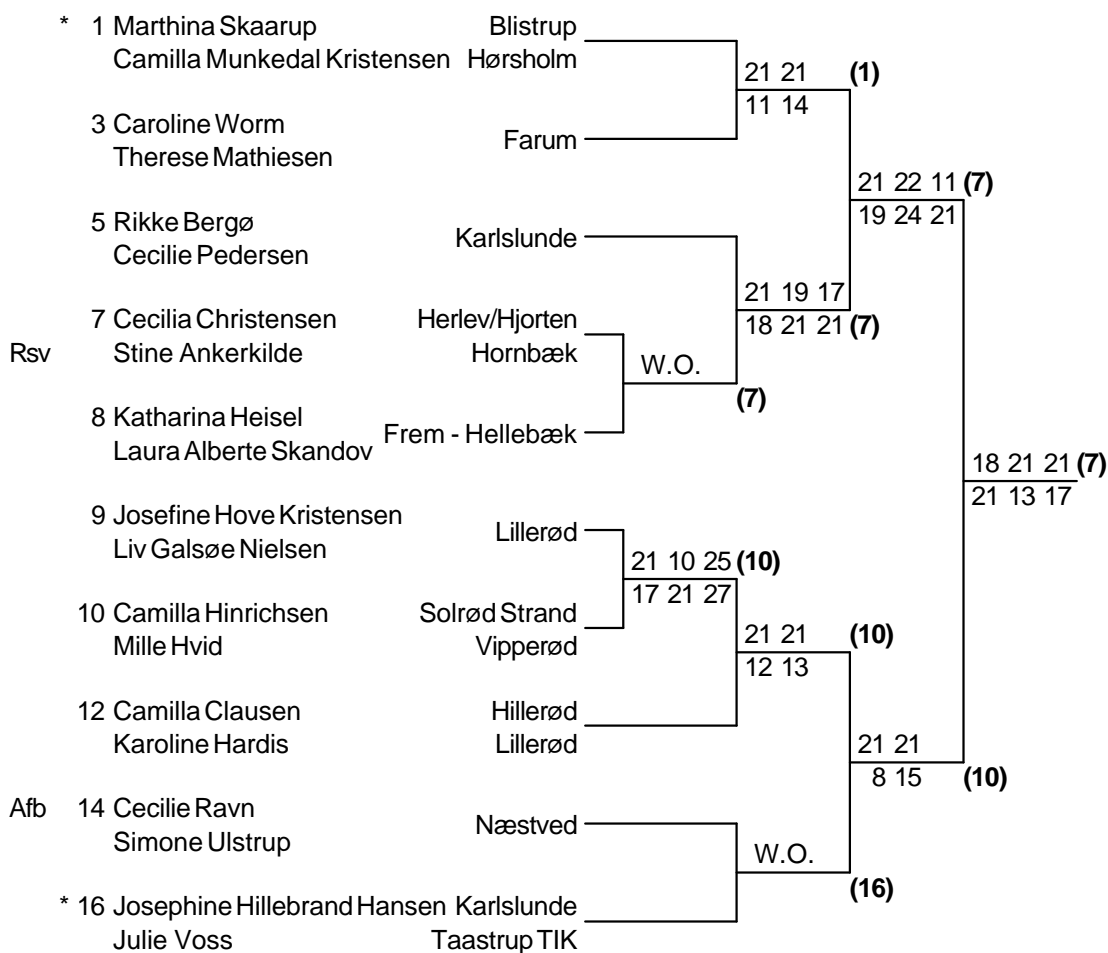 * 1 Marthina Skaarup Blistrup
Camilla Munkedal Kristensen Hørsholm
21 21 (1)
11 14
3 Caroline Worm
Therese Mathiesen
Farum
21 22 11 (7)
19 24 21
5 Rikke Bergø
Cecilie Pedersen
Karlslunde
21 19 17
18 21 21 (7)
7 Cecilia Christensen Herlev/Hjorten
Rsv Stine Ankerkilde Hornbæk
W.O.
(7)
8 Katharina Heisel
Laura Alberte Skandov
Frem - Hellebæk
18 21 21 (7)
21 13 17
9 Josefine Hove Kristensen
Liv Galsøe Nielsen
Lillerød
21 10 25 (10)
17 21 27
10 Camilla Hinrichsen Solrød Strand
Mille Hvid Vipperød
21 21 (10)
12 13
12 Camilla Clausen Hillerød
Karoline Hardis Lillerød
21 21
8 15 (10)
Afb 14 Cecilie Ravn
Simone Ulstrup
Næstved
W.O.
(16)
* 16 Josephine Hillebrand Hansen Karlslunde
Julie Voss Taastrup TIK